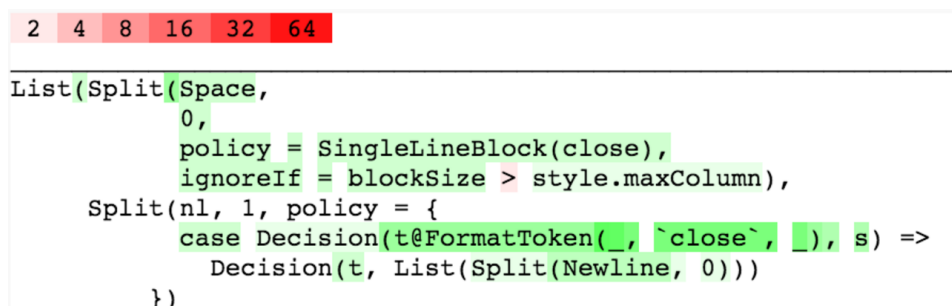 2 4 8 16 32 64
List(Split(Space,
0,
policy = SingleLineBlock(close),
ignoreIf = blockSize > style.maxColumn),
Split(nl, 1, policy = {
case Decision(t@FormatToken(_, `close`, _), s) =>
Decision(t, List(Split(Newline, 0)))
})